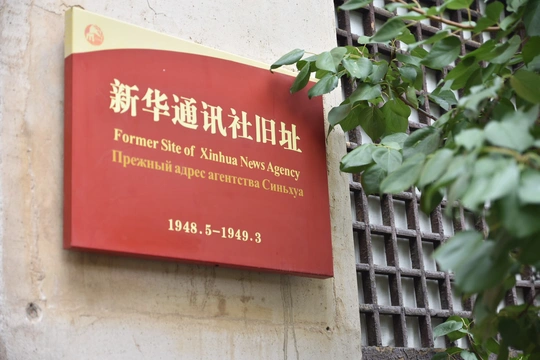 新华通讯社旧址
Former Site of Xinhua News Agency
Прежный адрес агентства Синьхуа
1948.5-1949.3